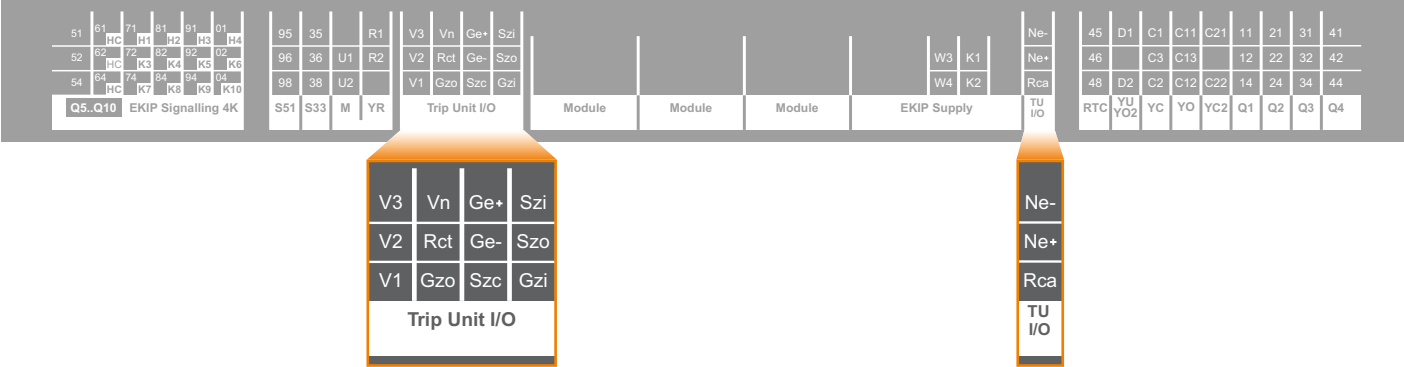 51 61 HC 71 H1 81 H2 91 H3 01 H4 95 35 R1 V3 Vn Ge+ Szi Ne- 45 D1 C1 C11 C21 11 21 31 41
52 62 HC 72 K3 82 K4 92 K5 02 K6 96 36 U1 R2 V2 Rct Ge- Szo W3 K1 Ne+ 46 C3 C13 12 22 32 42
54 64 HC 74 K7 84 K8 94 K9 04 K10 98 38 U2 V1 Gzo Szc Gzi W4 K2 Rca 48 D2 C2 C12 C22 14 24 34 44
Q5..Q10 EKIP Signalling 4K S51 S33 M YR Trip Unit I/O Module Module Module EKIP Supply TU I/O RTC YU YO2 YC YO YC2 Q1 Q2 Q3 Q4
V3 Vn Ge+ Szi
V2 Rct Ge- Szo
V1 Gzo Szc Gzi
Trip Unit I/O
Ne-
Ne+
Rca
TU
I/O